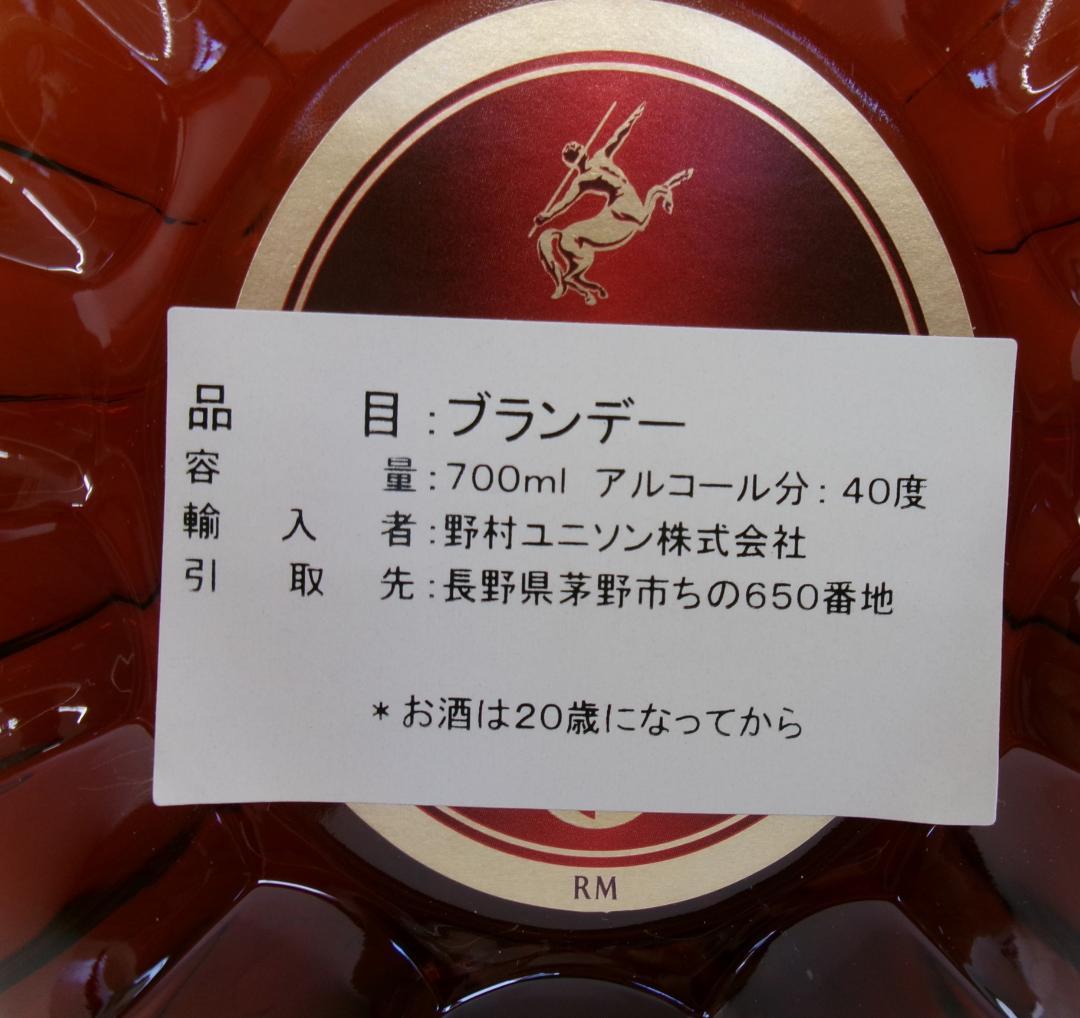 品 目:ブランデー
容 量:700ml アルコール分:40度
輸 入 者:野村ユニソン株式会社
引 取 先:長野県茅野市ちの650番地
*お酒は20歳になってから
RM